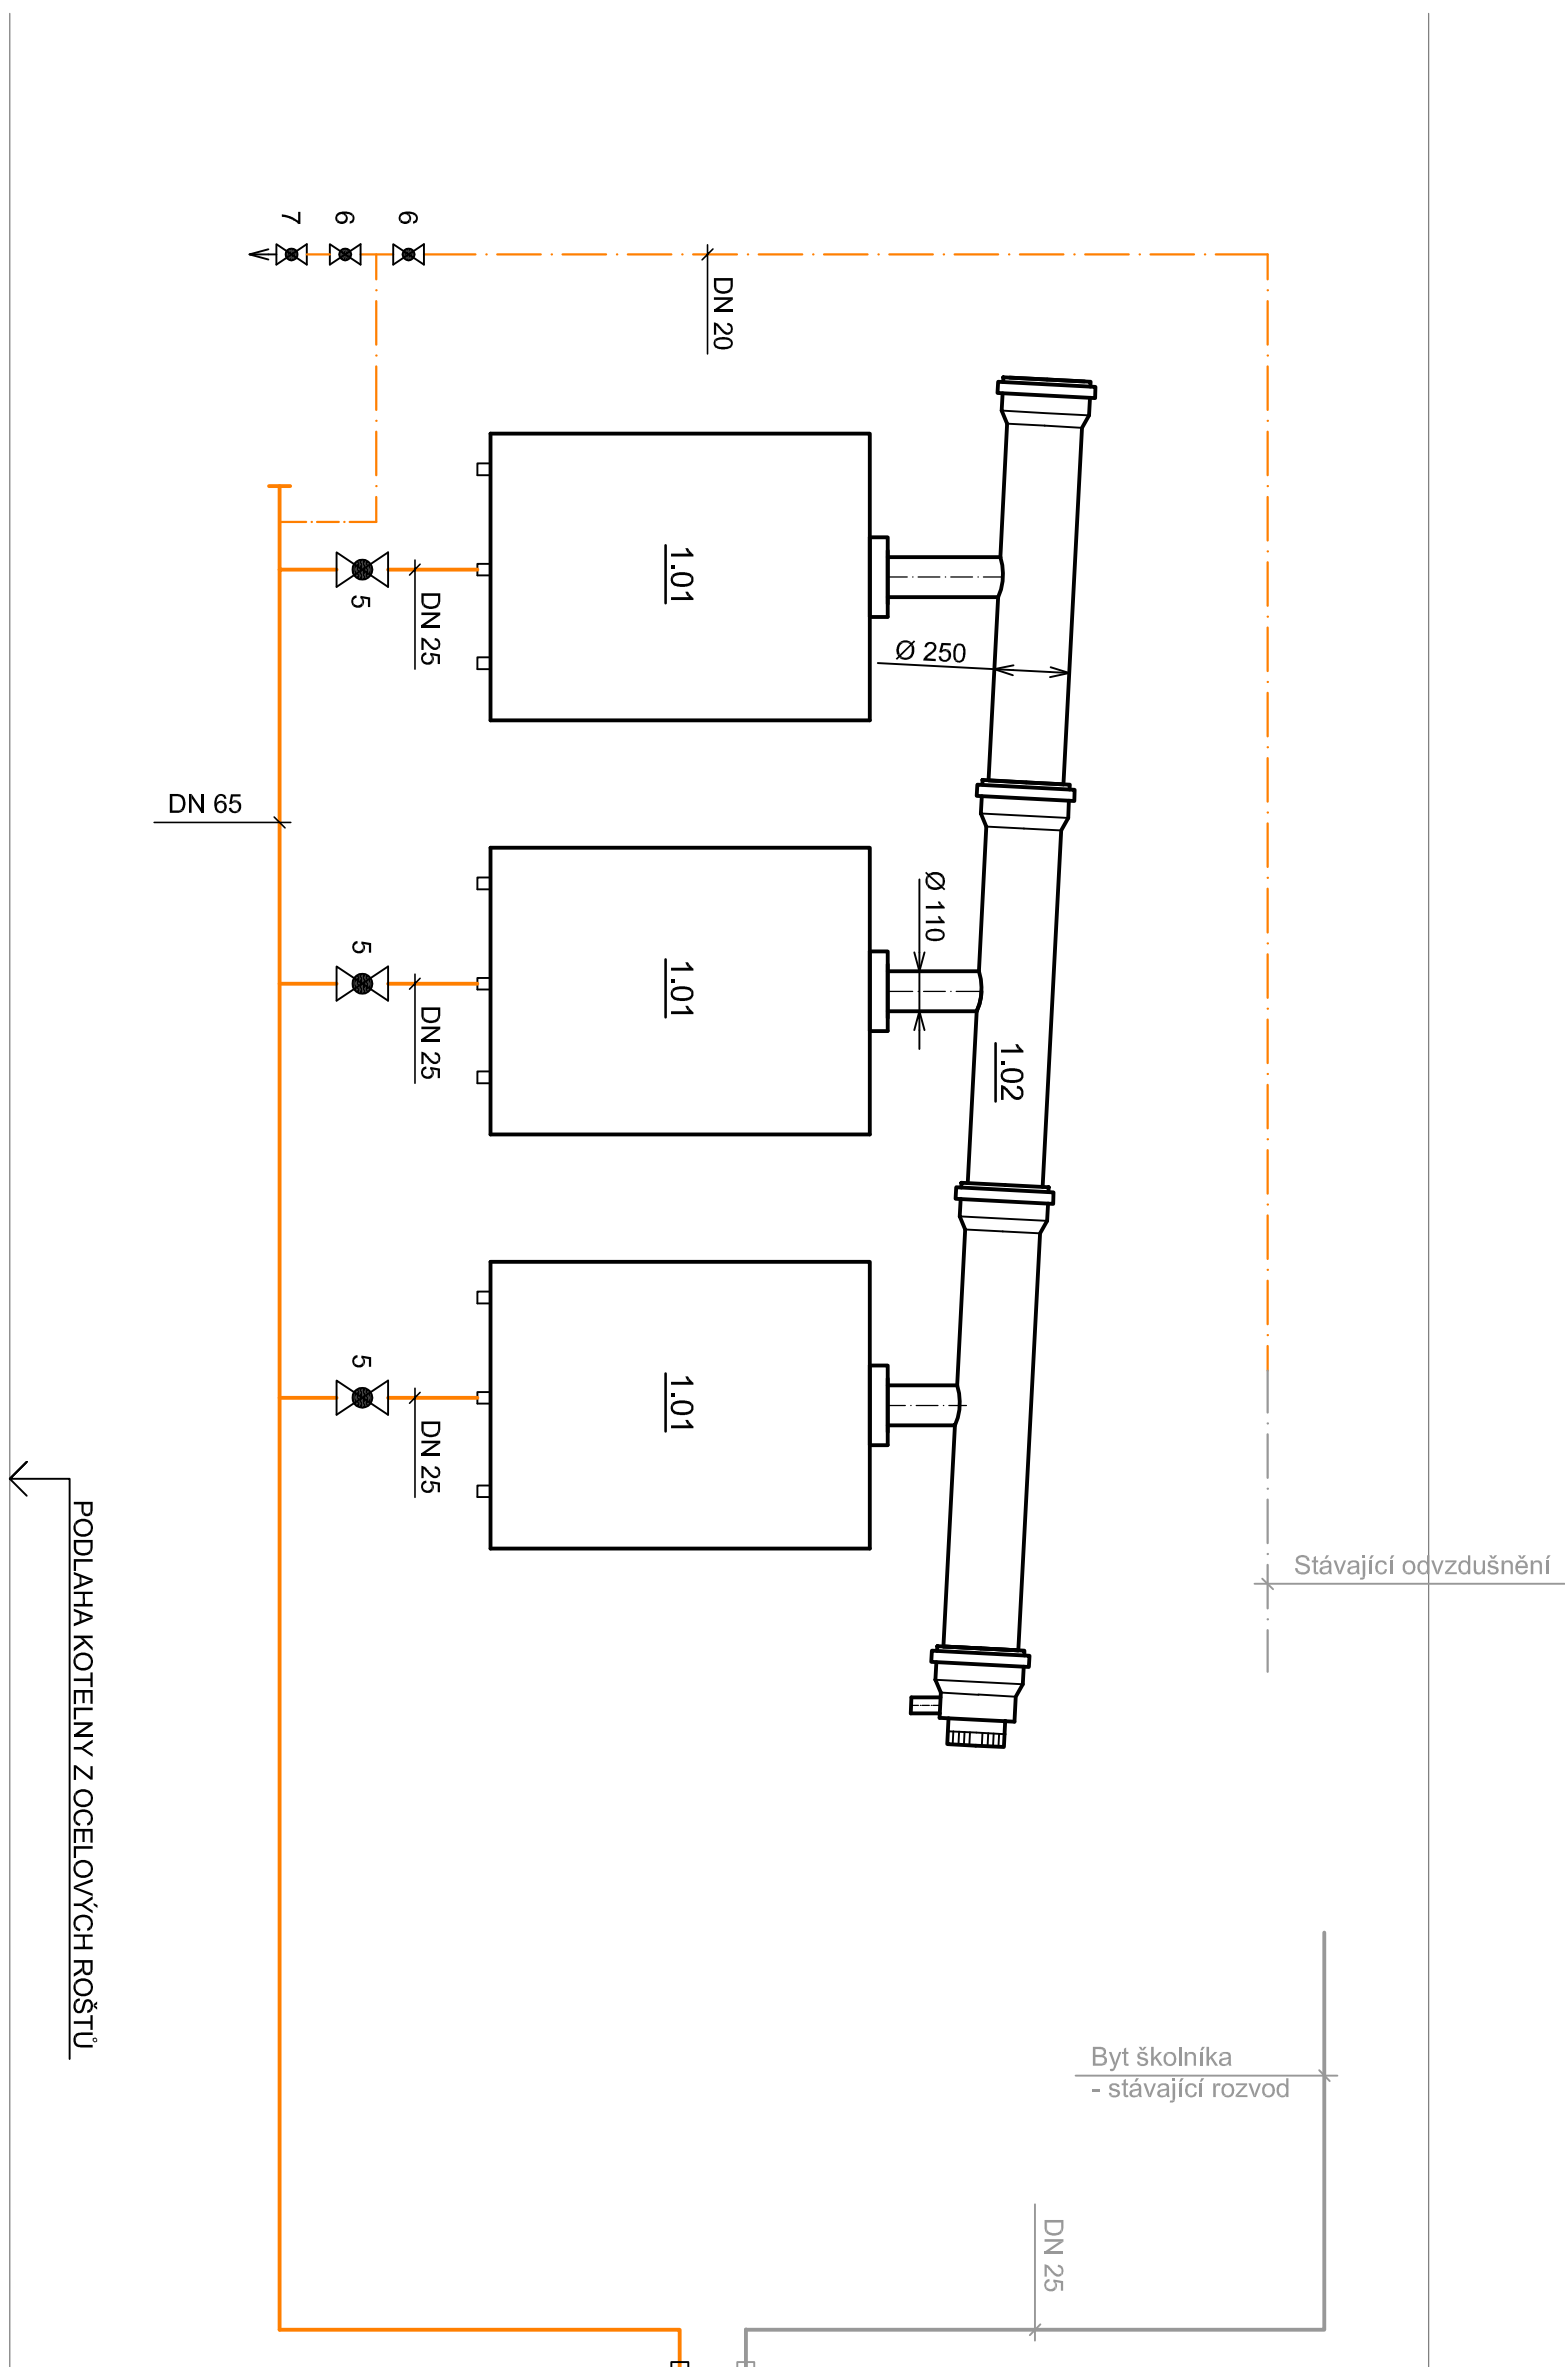 7
6
6
DN 20
1.01
5
DN 25
Ø 250
DN 65
Ø 110
1.01
5
DN 25
1.02
1.01
5
DN 25
PODLAHA KOTELNY Z OCELOVÝCH ROŠTŮ
Stávající odvzdušnění
Byt školníka
- stávající rozvod
DN 25